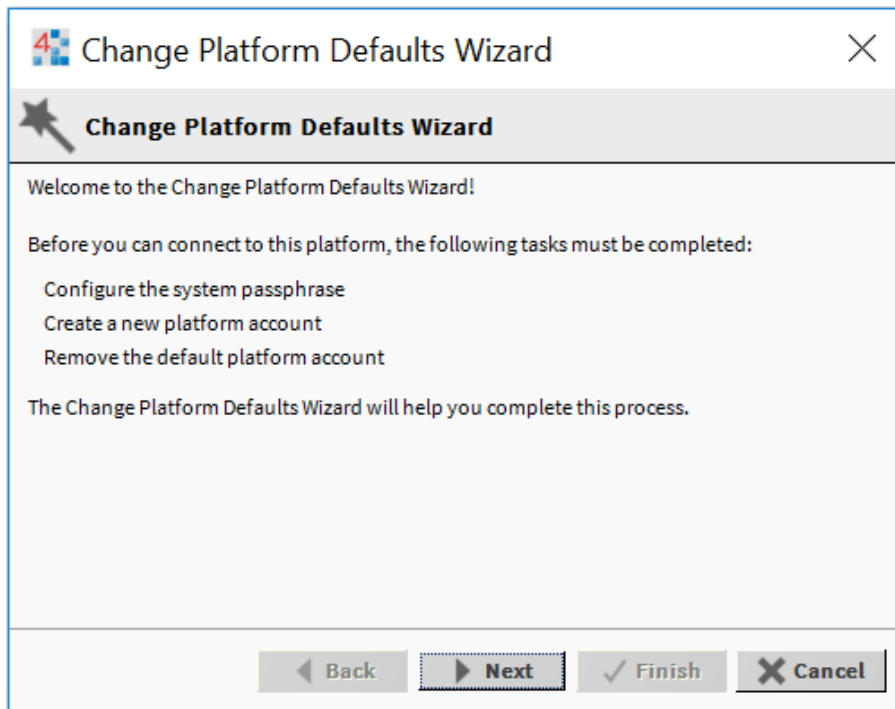 4 Change Platform Defaults Wizard
Change Platform Defaults Wizard
Welcome to the Change Platform Defaults Wizard!
Before you can connect to this platform, the following tasks must be completed:
Configure the system passphrase
Create a new platform account
Remove the default platform account
The Change Platform Defaults Wizard will help you complete this process.
Back Next Finish Cancel